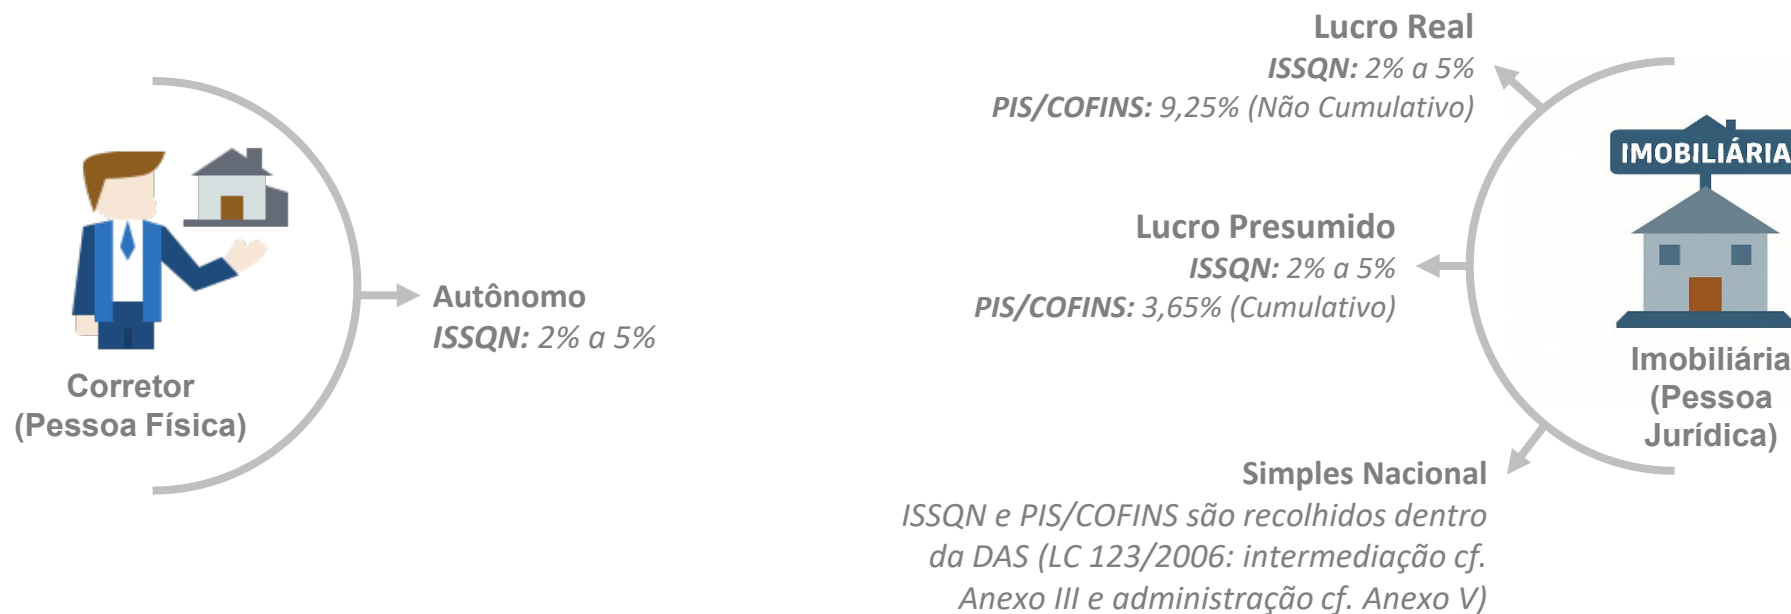 Corretor
(Pessoa Física)
Autônomo
ISSQN: 2% a 5%
Lucro Real
ISSQN: 2% a 5%
PIS/COFINS: 9,25% (Não Cumulativo)
Lucro Presumido
ISSQN: 2% a 5%
PIS/COFINS: 3,65% (Cumulativo)
Simples Nacional
ISSQN e PIS/COFINS são recolhidos dentro
da DAS (LC 123/2006: intermediação cf.
Anexo III e administração cf. Anexo V)
IMOBILIÁRIA
Imobiliária
(Pessoa
Jurídica)